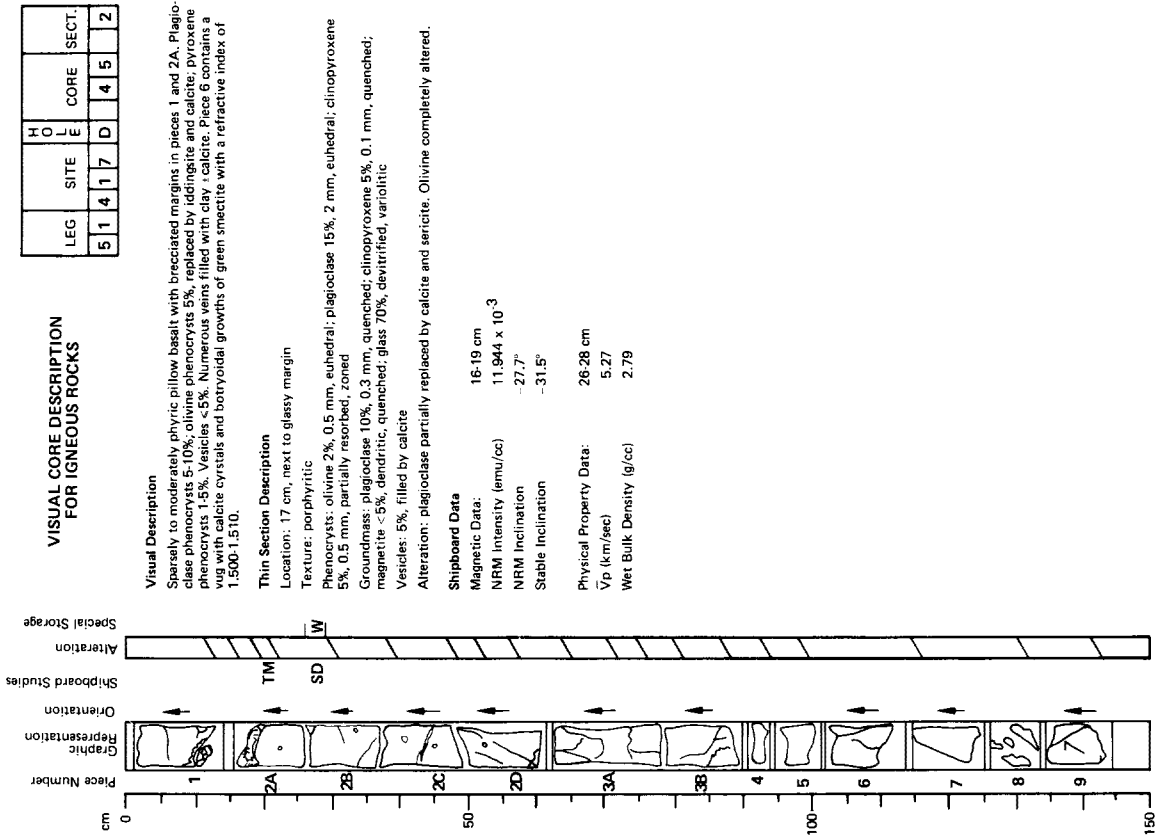 LEG SITE HOLE CORE SECT.
5 1 4 1 7 D 4 5 2
VISUAL CORE DESCRIPTION
FOR IGNEOUS ROCKS
cm
Piece Number
Graphic
Representation
Orientation
Shipboard Studies
Alteration
Special Storage
0
50
100
150
1
2A
2B
2C
2D
3A
3B
4
5
6
7
8
9
TM
SD
W
Visual Description
Sparsely to moderately phyric pillow basalt with brecciated margins in pieces 1 and 2A. Plagio-
clase phenocrysts 5-10%; olivine phenocrysts 5%, replaced by iddingsite and calcite; pyroxene
phenocrysts 1-5%. Vesicles <5%. Numerous veins filled with clay ± calcite. Piece 6 contains a
vug with calcite cyrstals and botryoidal growths of green smectite with a refractive index of
1.500-1.510.
Thin Section Description
Location: 17 cm, next to glassy margin
Texture: porphyritic
Phenocrysts: olivine 2%, 0.5 mm, euhedral; plagioclase 15%, 2 mm, euhedral; clinopyroxene
5%, 0.5 mm, partially resorbed, zoned
Groundmass: plagioclase 10%, 0.3 mm, quenched; clinopyroxene 5%, 0.1 mm, quenched;
magnetite <5%, dendritic, quenched; glass 70%, devitrified, variolitic
Vesicles: 5%, filled by calcite
Alteration: plagioclase partially replaced by calcite and sericite. Olivine completely altered.
Shipboard Data
Magnetic Data: 16-19 cm
NRM Intensity (emu/cc) 11.944 x 10⁻³
NRM Inclination -27.7°
Stable Inclination -31.5°
Physical Property Data: 26-28 cm
V̄p (km/sec) 5.27
Wet Bulk Density (g/cc) 2.79